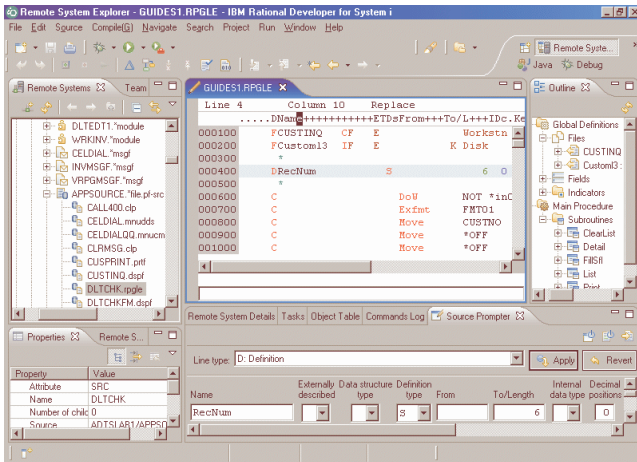 Remote System Explorer - GUIDES1.RPGLE - IBM Rational Developer for System i
File Edit Source Compile(G) Navigate Search Project Run Window Help
Remote Syste...
Java Debug
Remote Systems Team
DLTEDT1.*module
WRKINV.*module
CELDIAL.*msgf
INVMSGF.*msgf
VRPGMSGF.*msgf
APPSOURCE.*file.pf-src
CALL400.clp
CELDIAL.mnudds
CELDIALQQ.mnucm
CLRMSG.clp
CUSPRINT.prtf
CUSTINQ.dspf
DLTCHK.rpgle
DLTCHKFM.dspf
GUIDES1.RPGLE
Line 4 Column 10 Replace
.....DName+++++++++++ETDsFrom+++To/L+++IDc.Ke
000100 FCUSTINQ CF E Workstn
000200 FCustoml3 IF E K Disk
000300 *
000400 DRecNum S 6 0
000500 *
000600 C DoW NOT *inO
000700 C Exfmt FMT01
000800 C Move CUSTNO
000900 C Move *OFF
001000 C Move *OFF
Outline
Global Definitions
Files
CUSTINQ
Customl3 :
Fields
Indicators
Main Procedure
Subroutines
ClearList
Detail
FillSfl
List
Print
Properties Remote S...
Property Value
Attribute SRC
Name DLTCHK
Number of childr 0
Source ADTSLAB1/APPSO
Remote System Details Tasks Object Table Commands Log Source Prompter
Line type: D: Definition
Apply Revert
Name Externally described Data structure type Definition type From To/Length Internal data type Decimal positions
RecNum S 6 0